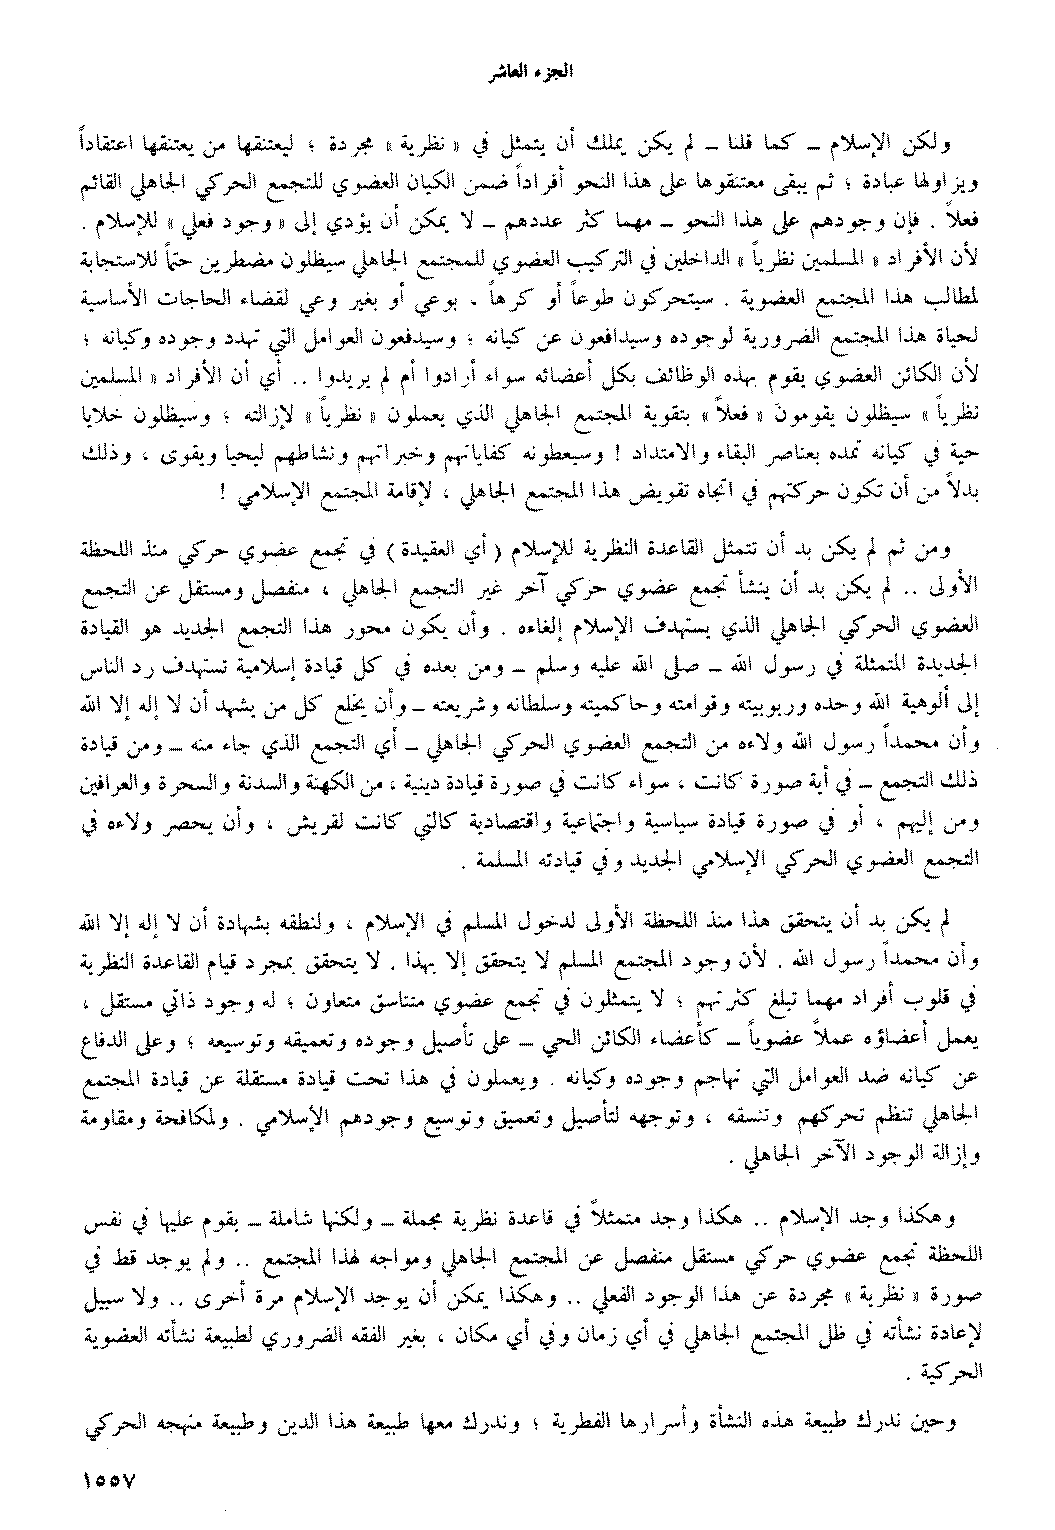 الجزء العاشر
ولكن الإسلام – كما قلنا – لم يكن يملك أن يتمثل في « نظرية » مجردة ؛ ليعتنقها من يعتنقها اعتقاداً
ويزاولها عبادة ؛ ثم يبقى معتنقوها على هذا النحو أفراداً ضمن الكيان العضوي للتجمع الحركي الجاهلي القائم
فعلاً . فإن وجودهم على هذا النحو – مهما كثر عددهم – لا يمكن أن يؤدي إلى « وجود فعلي » للإسلام .
لأن الأفراد « المسلمين نظرياً » الداخلين في التركيب العضوي للمجتمع الجاهلي سيظلون مضطرين حتماً للاستجابة
لمطالب هذا المجتمع العضوية . سيتحركون طوعاً أو كرهاً ، بوعي أو بغير وعي لقضاء الحاجات الأساسية
لحياة هذا المجتمع الضرورية لوجوده وسيدافعون عن كيانه ؛ وسيدفعون العوامل التي تهدد وجوده وكيانه ؛
لأن الكائن العضوي يقوم بهذه الوظائف بكل أعضائه سواء أرادوا أم لم يريدوا .. أي أن الأفراد « المسلمين
نظرياً » سيظلون يقومون « فعلاً » بتقوية المجتمع الجاهلي الذي يعملون « نظرياً » لإزالته ؛ وسيظلون خلايا
حية في كيانه تمده بعناصر البقاء والامتداد ! وسيعطونه كفاياتهم وخبراتهم ونشاطهم ليحيا ويقوى ، وذلك
بدلاً من أن تكون حركتهم في اتجاه تقويض هذا المجتمع الجاهلي ، لإقامة المجتمع الإسلامي !
ومن ثم لم يكن بد أن تتمثل القاعدة النظرية للإسلام ( أي العقيدة ) في تجمع عضوي حركي منذ اللحظة
الأولى .. لم يكن بد أن ينشأ تجمع عضوي حركي آخر غير التجمع الجاهلي ، منفصل ومستقل عن التجمع
العضوي الحركي الجاهلي الذي يستهدف الإسلام إلغاءه . وأن يكون محور هذا التجمع الجديد هو القيادة
الجديدة المتمثلة في رسول الله – صلى الله عليه وسلم – ومن بعده في كل قيادة إسلامية تستهدف رد الناس
إلى ألوهية الله وحده وربوبيته وقوامته وحاكميته وسلطانه وشريعته – وأن يخلع كل من يشهد أن لا إله إلا الله
وأن محمداً رسول الله ولاءه من التجمع العضوي الحركي الجاهلي – أي التجمع الذي جاء منه – ومن قيادة
ذلك التجمع – في أية صورة كانت ، سواء كانت في صورة قيادة دينية ، من الكهنة والسدنة والسحرة والعرافين
ومن إليهم ، أو في صورة قيادة سياسية واجتماعية واقتصادية كالتي كانت لقريش ، وأن يحصر ولاءه في
التجمع العضوي الحركي الإسلامي الجديد وفي قيادته المسلمة .
لم يكن بد أن يتحقق هذا منذ اللحظة الأولى لدخول المسلم في الإسلام ، ولنطقه بشهادة أن لا إله إلا الله
وأن محمداً رسول الله . لأن وجود المجتمع المسلم لا يتحقق إلا بهذا . لا يتحقق بمجرد قيام القاعدة النظرية
في قلوب أفراد مهما تبلغ كثرتهم ؛ لا يتمثلون في تجمع عضوي متناسق متعاون ؛ له وجود ذاتي مستقل ،
يعمل أعضاؤه عملاً عضوياً – كأعضاء الكائن الحي – على تأصيل وجوده وتعميقه وتوسيعه ؛ وعلى الدفاع
عن كيانه ضد العوامل التي تهاجم وجوده وكيانه . ويعملون في هذا تحت قيادة مستقلة عن قيادة المجتمع
الجاهلي تنظم تحركهم وتنسقه ، وتوجهه لتأصيل وتعميق وتوسيع وجودهم الإسلامي . ولمكافحة ومقاومة
وإزالة الوجود الآخر الجاهلي .
وهكذا وجد الإسلام .. هكذا وجد متمثلاً في قاعدة نظرية مجملة – ولكنها شاملة – يقوم عليها في نفس
اللحظة تجمع عضوي حركي مستقل منفصل عن المجتمع الجاهلي ومواجه لهذا المجتمع .. ولم يوجد قط في
صورة « نظرية » مجردة عن هذا الوجود الفعلي .. وهكذا يمكن أن يوجد الإسلام مرة أخرى .. ولا سبيل
لإعادة نشأته في ظل المجتمع الجاهلي في أي زمان وفي أي مكان ، بغير الفقه الضروري لطبيعة نشأته العضوية
الحركية .
وحين ندرك طبيعة هذه النشأة وأسرارها الفطرية ؛ وندرك معها طبيعة هذا الدين وطبيعة منهجه الحركي
١٥٥٧